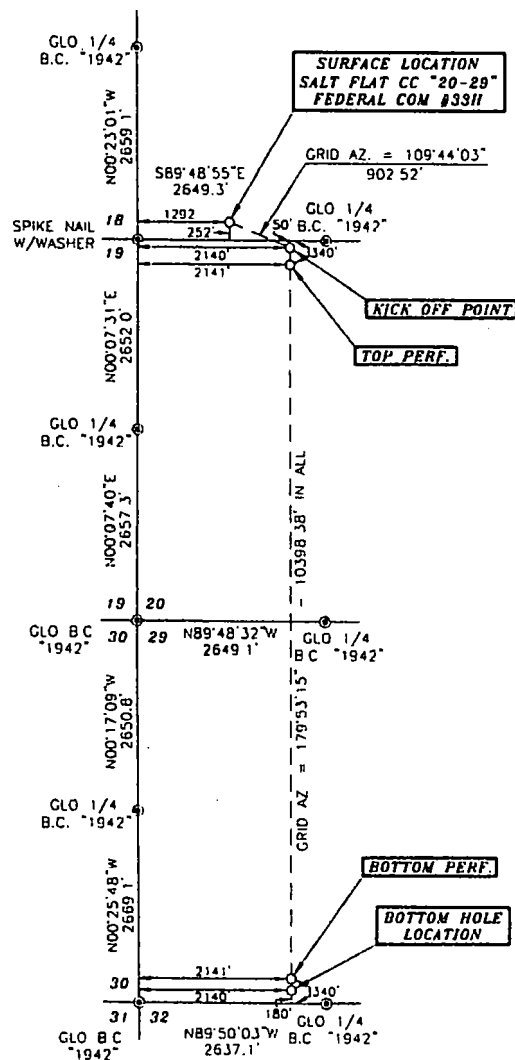 GLO 1/4
B.C. "1942"
SURFACE LOCATION
SALT FLAT CC "20-29"
FEDERAL COM #33H
N00°23'01"W
2659.1'
S89°48'55"E
2649.3'
GRID AZ. = 109°44'03"
902 52'
1292
252'
50'
GLO 1/4
B.C. "1942"
SPIKE NAIL
W/WASHER
18
19
2140'
340'
2141'
KICK OFF POINT
TOP PERF.
N00°07'31"E
2652.0'
GLO 1/4
B.C. "1942"
N00°07'40"E
2657.3'
GRID AZ = 179°53'15" - 10398 38' IN ALL
19 20
30 29
GLO B C
"1942"
N89°48'32"W
2649 1'
GLO 1/4
B.C "1942"
N00°17'09"W
2650.8'
GLO 1/4
B.C. "1942"
N00°25'48"W
2669.1'
BOTTOM PERF.
BOTTOM HOLE
LOCATION
2141'
30
2140'
340'
180'
31 32
GLO B C
"1942"
N89°50'03"W
2637.1'
GLO 1/4
B.C. "1942"